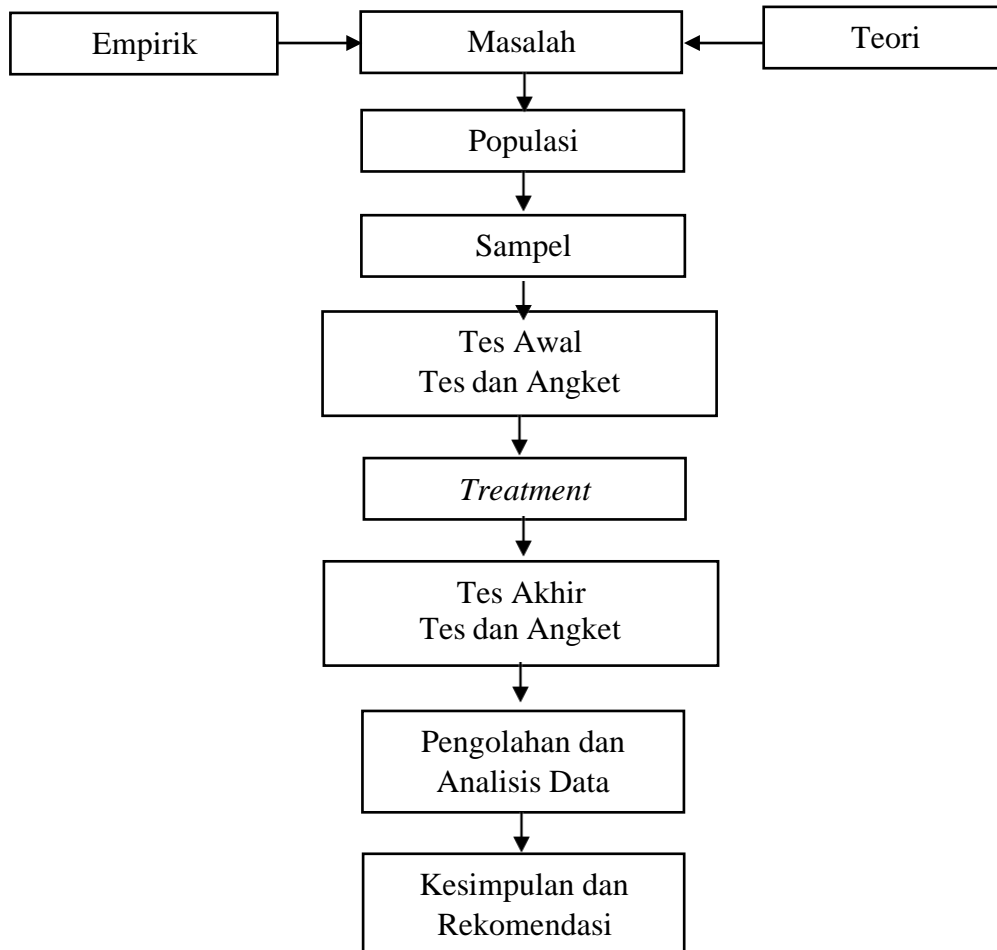 Empirik
Masalah
Teori
Populasi
Sampel
Tes Awal
Tes dan Angket
Treatment
Tes Akhir
Tes dan Angket
Pengolahan dan
Analisis Data
Kesimpulan dan
Rekomendasi